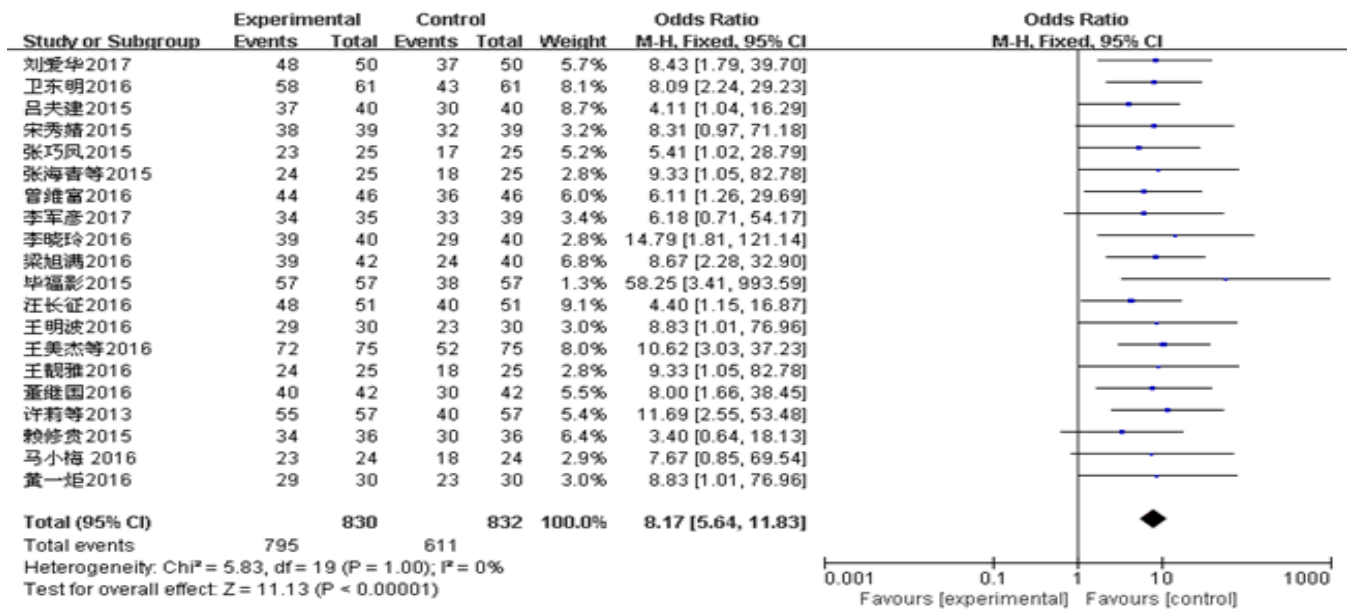 Experimental Control Odds Ratio Odds Ratio
Study or Subgroup Events Total Events Total Weight M-H, Fixed, 95% CI M-H, Fixed, 95% CI
刘爱华2017 48 50 37 50 5.7% 8.43 [1.79, 39.70]
卫东明2016 58 61 43 61 8.1% 8.09 [2.24, 29.23]
吕夫建2015 37 40 30 40 8.7% 4.11 [1.04, 16.29]
宋秀婧2015 38 39 32 39 3.2% 8.31 [0.97, 71.18]
张巧凤2015 23 25 17 25 5.2% 5.41 [1.02, 28.79]
张海青等2015 24 25 18 25 2.8% 9.33 [1.05, 82.78]
曾维富2016 44 46 36 46 6.0% 6.11 [1.26, 29.69]
李军彦2017 34 35 33 39 3.4% 6.18 [0.71, 54.17]
李晓玲2016 39 40 29 40 2.8% 14.79 [1.81, 121.14]
梁旭满2016 39 42 24 40 6.8% 8.67 [2.28, 32.90]
毕福影2015 57 57 38 57 1.3% 58.25 [3.41, 993.59]
汪长征2016 48 51 40 51 9.1% 4.40 [1.15, 16.87]
王明波2016 29 30 23 30 3.0% 8.83 [1.01, 76.96]
王美杰等2016 72 75 52 75 8.0% 10.62 [3.03, 37.23]
王靓雅2016 24 25 18 25 2.8% 9.33 [1.05, 82.78]
董继国2016 40 42 30 42 5.5% 8.00 [1.66, 38.45]
许莉等2013 55 57 40 57 5.4% 11.69 [2.55, 53.48]
赖修贵2015 34 36 30 36 6.4% 3.40 [0.64, 18.13]
马小梅 2016 23 24 18 24 2.9% 7.67 [0.85, 69.54]
黄一炬2016 29 30 23 30 3.0% 8.83 [1.01, 76.96]
Total (95% CI) 830 832 100.0% 8.17 [5.64, 11.83]
Total events 795 611
Heterogeneity: Chi² = 5.83, df = 19 (P = 1.00); I² = 0%
Test for overall effect: Z = 11.13 (P < 0.00001)
0.001 0.1 1 10 1000
Favours [experimental] Favours [control]